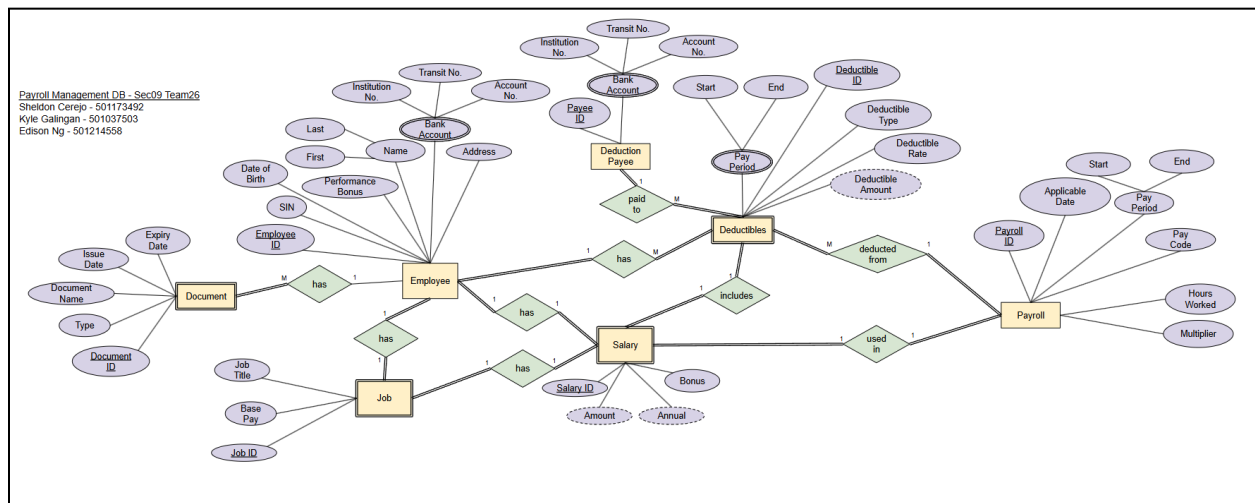 Payroll Management DB - Sec09 Team26
Sheldon Cerejo - 501173492
Kyle Galingan - 501037503
Edison Ng - 501214558
Institution
No.
Transit No.
Account
No.
Bank
Account
Last
First
Name
Address
Date of
Birth
Performance
Bonus
SIN
Employee
ID
Employee
Institution
No.
Transit No.
Account
No.
Bank
Account
Payee
ID
Deduction
Payee
1
paid
to
M
Start
End
Pay
Period
Deductible
ID
Deductible
Type
Deductible
Rate
Deductible
Amount
Deductibles
Start
End
Pay
Period
Applicable
Date
Payroll
ID
Pay
Code
Hours
Worked
Multiplier
Payroll
Expiry
Date
Issue
Date
Document
Name
Type
Document
ID
Document
M
has
1
1
has
M
M
deducted
from
1
1
includes
1
1
has
1
1
has
1
1
has
1
1
used
in
1
Job
Title
Base
Pay
Job ID
Job
Salary
Salary ID
Bonus
Amount
Annual